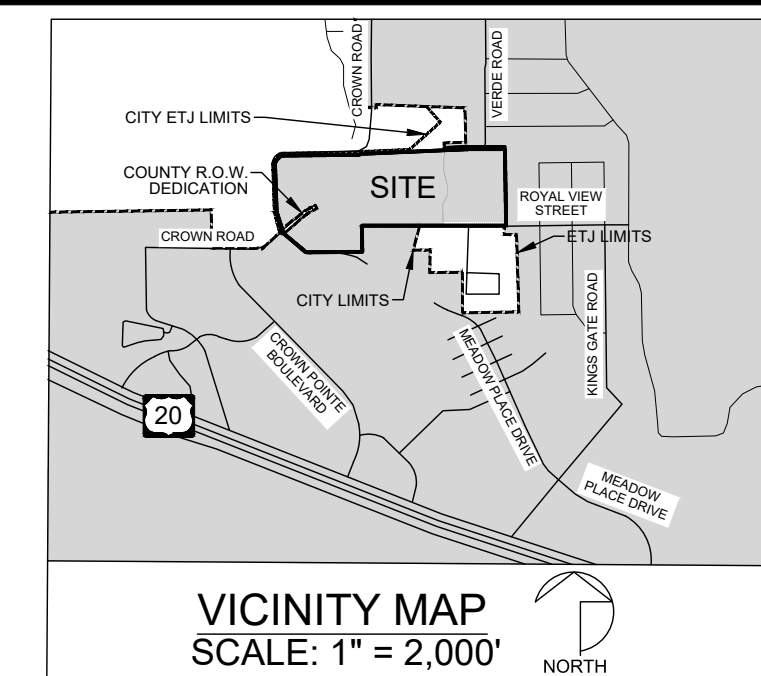 CROWN ROAD
VERDE ROAD
CITY ETJ LIMITS
COUNTY R.O.W.
DEDICATION
SITE
ROYAL VIEW
STREET
CROWN ROAD
ETJ LIMITS
CITY LIMITS
KINGS GATE ROAD
CROWN POINTE
BOULEVARD
MEADOW PLACE DRIVE
20
MEADOW
PLACE DRIVE
VICINITY MAP
SCALE: 1" = 2,000'
NORTH